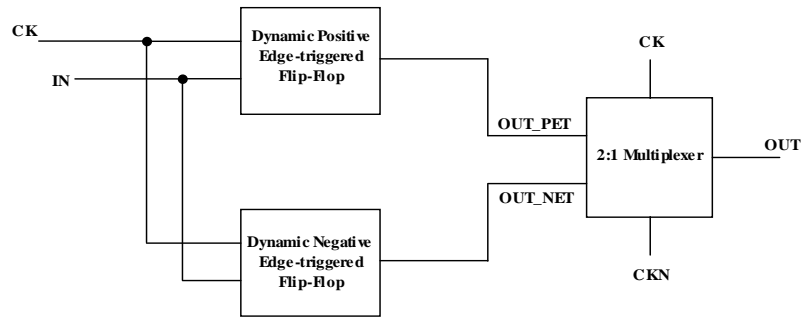 CK
IN
Dynamic Positive
Edge-triggered
Flip-Flop
OUT_PET
CK
2:1 Multiplexer
OUT
OUT_NET
Dynamic Negative
Edge-triggered
Flip-Flop
CKN